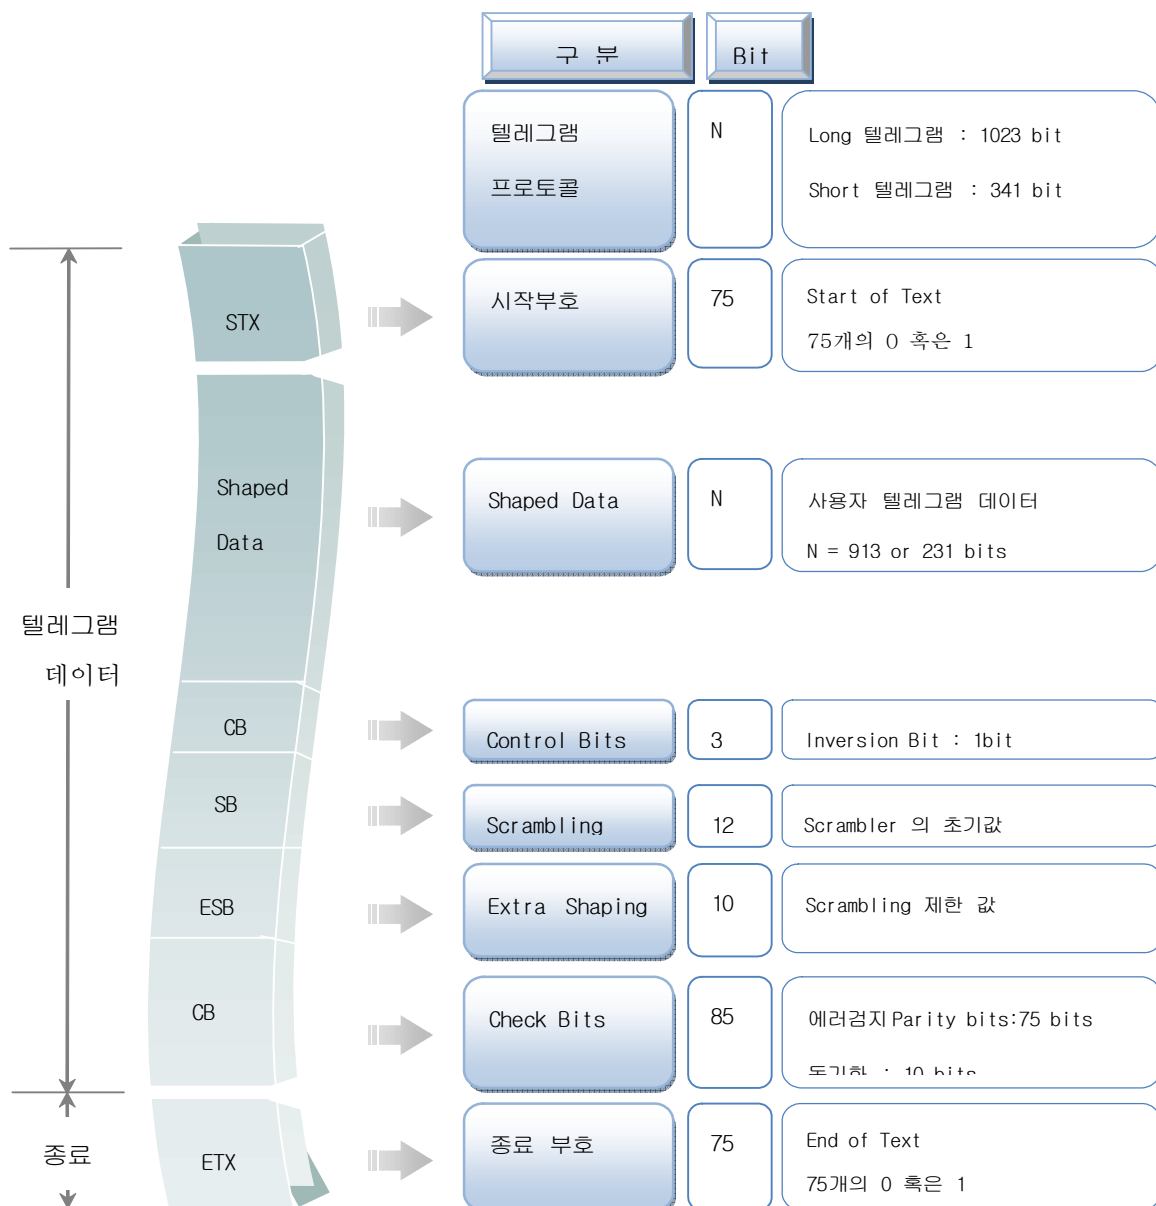 구 분 Bit
텔레그램 N Long 텔레그램 : 1023 bit
프로토콜 Short 텔레그램 : 341 bit
STX 시작부호 75 Start of Text
75개의 0 혹은 1
Shaped Shaped Data N 사용자 텔레그램 데이터
Data N = 913 or 231 bits
텔레그램
데이터
CB Control Bits 3 Inversion Bit : 1bit
SB Scrambling 12 Scrambler 의 초기값
ESB Extra Shaping 10 Scrambling 제한 값
CB Check Bits 85 에러검지 Parity bits:75 bits
동기화 : 10 bits
종료 ETX 종료 부호 75 End of Text
75개의 0 혹은 1